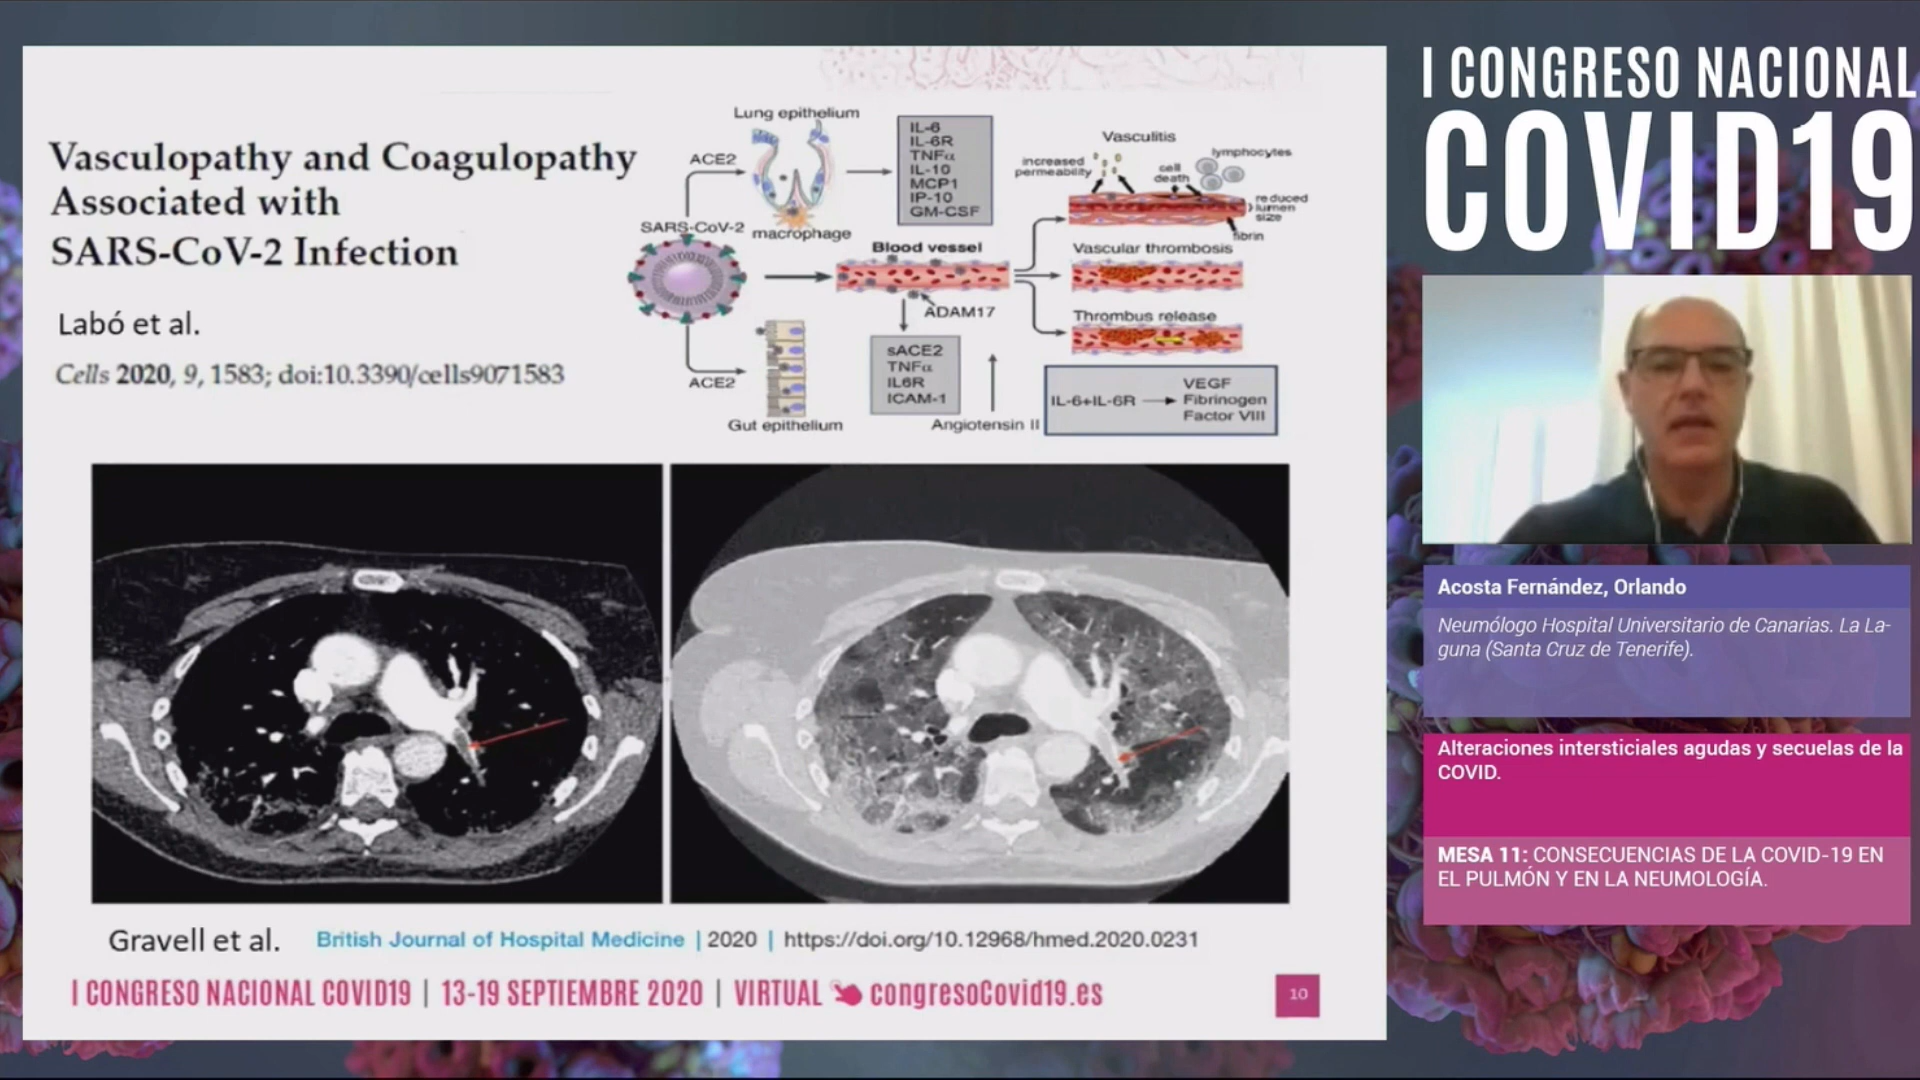 Vasculopathy and Coagulopathy
Associated with
SARS-CoV-2 Infection
Labó et al.
Cells 2020, 9, 1583; doi:10.3390/cells9071583
Lung epithelium
ACE2
SARS-CoV-2
macrophage
IL-6
IL-6R
TNFα
IL-10
MCP1
IP-10
GM-CSF
Blood vessel
ADAM17
sACE2
TNFα
IL6R
ICAM-1
ACE2
Gut epithelium
Angiotensin II
Vasculitis
increased
permeability
cell
death
lymphocytes
reduced
lumen
size
fibrin
Vascular thrombosis
Thrombus release
IL-6+IL-6R
VEGF
Fibrinogen
Factor VIII
Gravell et al.
British Journal of Hospital Medicine | 2020 | https://doi.org/10.12968/hmed.2020.0231
I CONGRESO NACIONAL COVID19 | 13-19 SEPTIEMBRE 2020 | VIRTUAL congresoCovid19.es
10
I CONGRESO NACIONAL
COVID19
Acosta Fernández, Orlando
Neumólogo Hospital Universitario de Canarias. La La-
guna (Santa Cruz de Tenerife).
Alteraciones intersticiales agudas y secuelas de la
COVID.
MESA 11: CONSECUENCIAS DE LA COVID-19 EN
EL PULMÓN Y EN LA NEUMOLOGÍA.